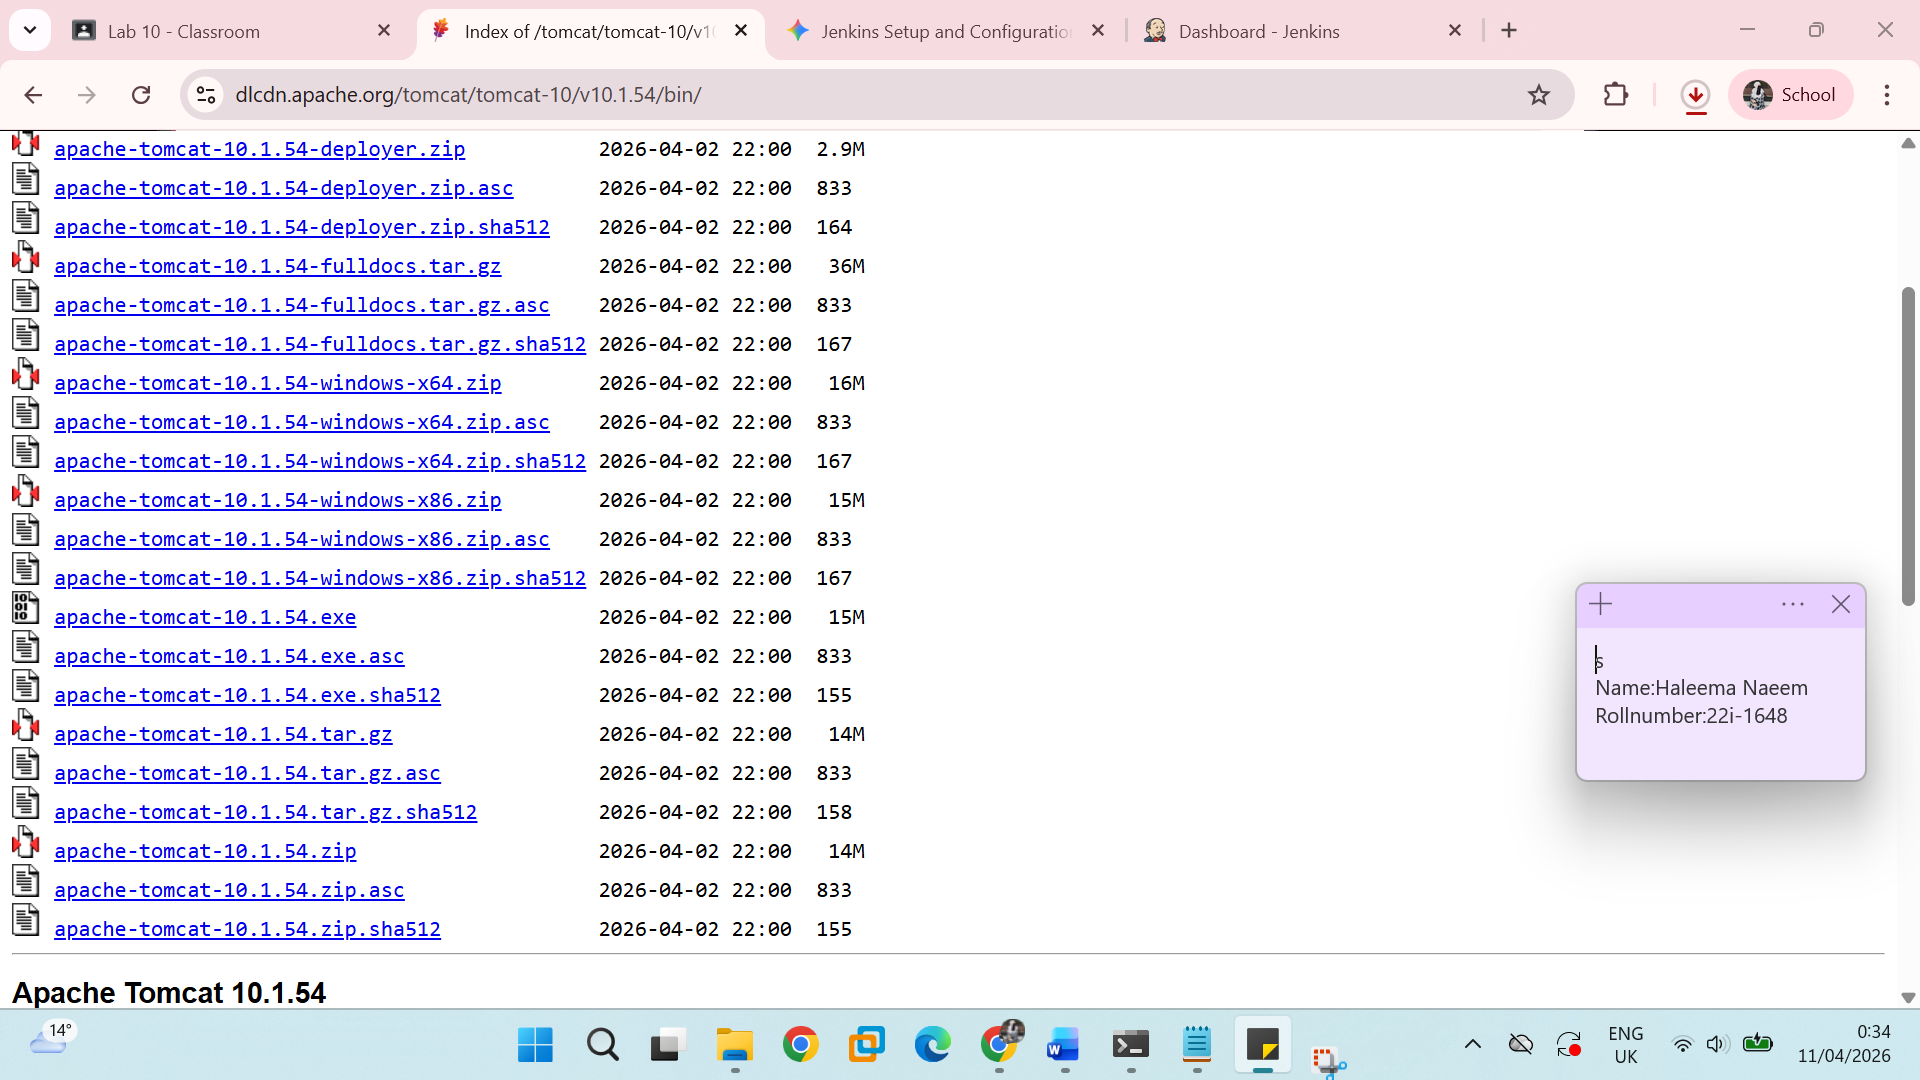 Lab 10 - Classroom
Index of /tomcat/tomcat-10/v10
Jenkins Setup and Configuratio
Dashboard - Jenkins
dlcdn.apache.org/tomcat/tomcat-10/v10.1.54/bin/
School
apache-tomcat-10.1.54-deployer.zip 2026-04-02 22:00 2.9M
apache-tomcat-10.1.54-deployer.zip.asc 2026-04-02 22:00 833
apache-tomcat-10.1.54-deployer.zip.sha512 2026-04-02 22:00 164
apache-tomcat-10.1.54-fulldocs.tar.gz 2026-04-02 22:00 36M
apache-tomcat-10.1.54-fulldocs.tar.gz.asc 2026-04-02 22:00 833
apache-tomcat-10.1.54-fulldocs.tar.gz.sha512 2026-04-02 22:00 167
apache-tomcat-10.1.54-windows-x64.zip 2026-04-02 22:00 16M
apache-tomcat-10.1.54-windows-x64.zip.asc 2026-04-02 22:00 833
apache-tomcat-10.1.54-windows-x64.zip.sha512 2026-04-02 22:00 167
apache-tomcat-10.1.54-windows-x86.zip 2026-04-02 22:00 15M
apache-tomcat-10.1.54-windows-x86.zip.asc 2026-04-02 22:00 833
apache-tomcat-10.1.54-windows-x86.zip.sha512 2026-04-02 22:00 167
apache-tomcat-10.1.54.exe 2026-04-02 22:00 15M
apache-tomcat-10.1.54.exe.asc 2026-04-02 22:00 833
apache-tomcat-10.1.54.exe.sha512 2026-04-02 22:00 155
apache-tomcat-10.1.54.tar.gz 2026-04-02 22:00 14M
apache-tomcat-10.1.54.tar.gz.asc 2026-04-02 22:00 833
apache-tomcat-10.1.54.tar.gz.sha512 2026-04-02 22:00 158
apache-tomcat-10.1.54.zip 2026-04-02 22:00 14M
apache-tomcat-10.1.54.zip.asc 2026-04-02 22:00 833
apache-tomcat-10.1.54.zip.sha512 2026-04-02 22:00 155
Apache Tomcat 10.1.54
s
Name:Haleema Naeem
Rollnumber:22i-1648
14°
ENG
UK
0:34
11/04/2026